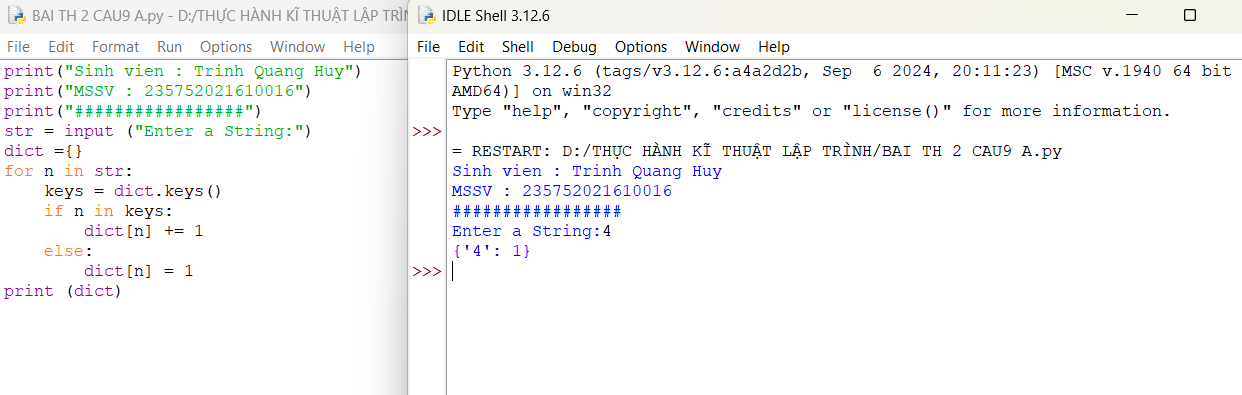 BAI TH 2 CAU9 A.py - D:/THỰC HÀNH KĨ THUẬT LẬP TRÌN
File Edit Format Run Options Window Help
print("Sinh vien : Trinh Quang Huy")
print("MSSV : 235752021610016")
print("#################")
str = input ("Enter a String:")
dict ={}
for n in str:
    keys = dict.keys()
    if n in keys:
        dict[n] += 1
    else:
        dict[n] = 1
print (dict)
IDLE Shell 3.12.6
File Edit Shell Debug Options Window Help
Python 3.12.6 (tags/v3.12.6:a4a2d2b, Sep  6 2024, 20:11:23) [MSC v.1940 64 bit
AMD64)] on win32
Type "help", "copyright", "credits" or "license()" for more information.
>>>
= RESTART: D:/THỰC HÀNH KĨ THUẬT LẬP TRÌNH/BAI TH 2 CAU9 A.py
Sinh vien : Trinh Quang Huy
MSSV : 235752021610016
#################
Enter a String:4
{'4': 1}
>>>